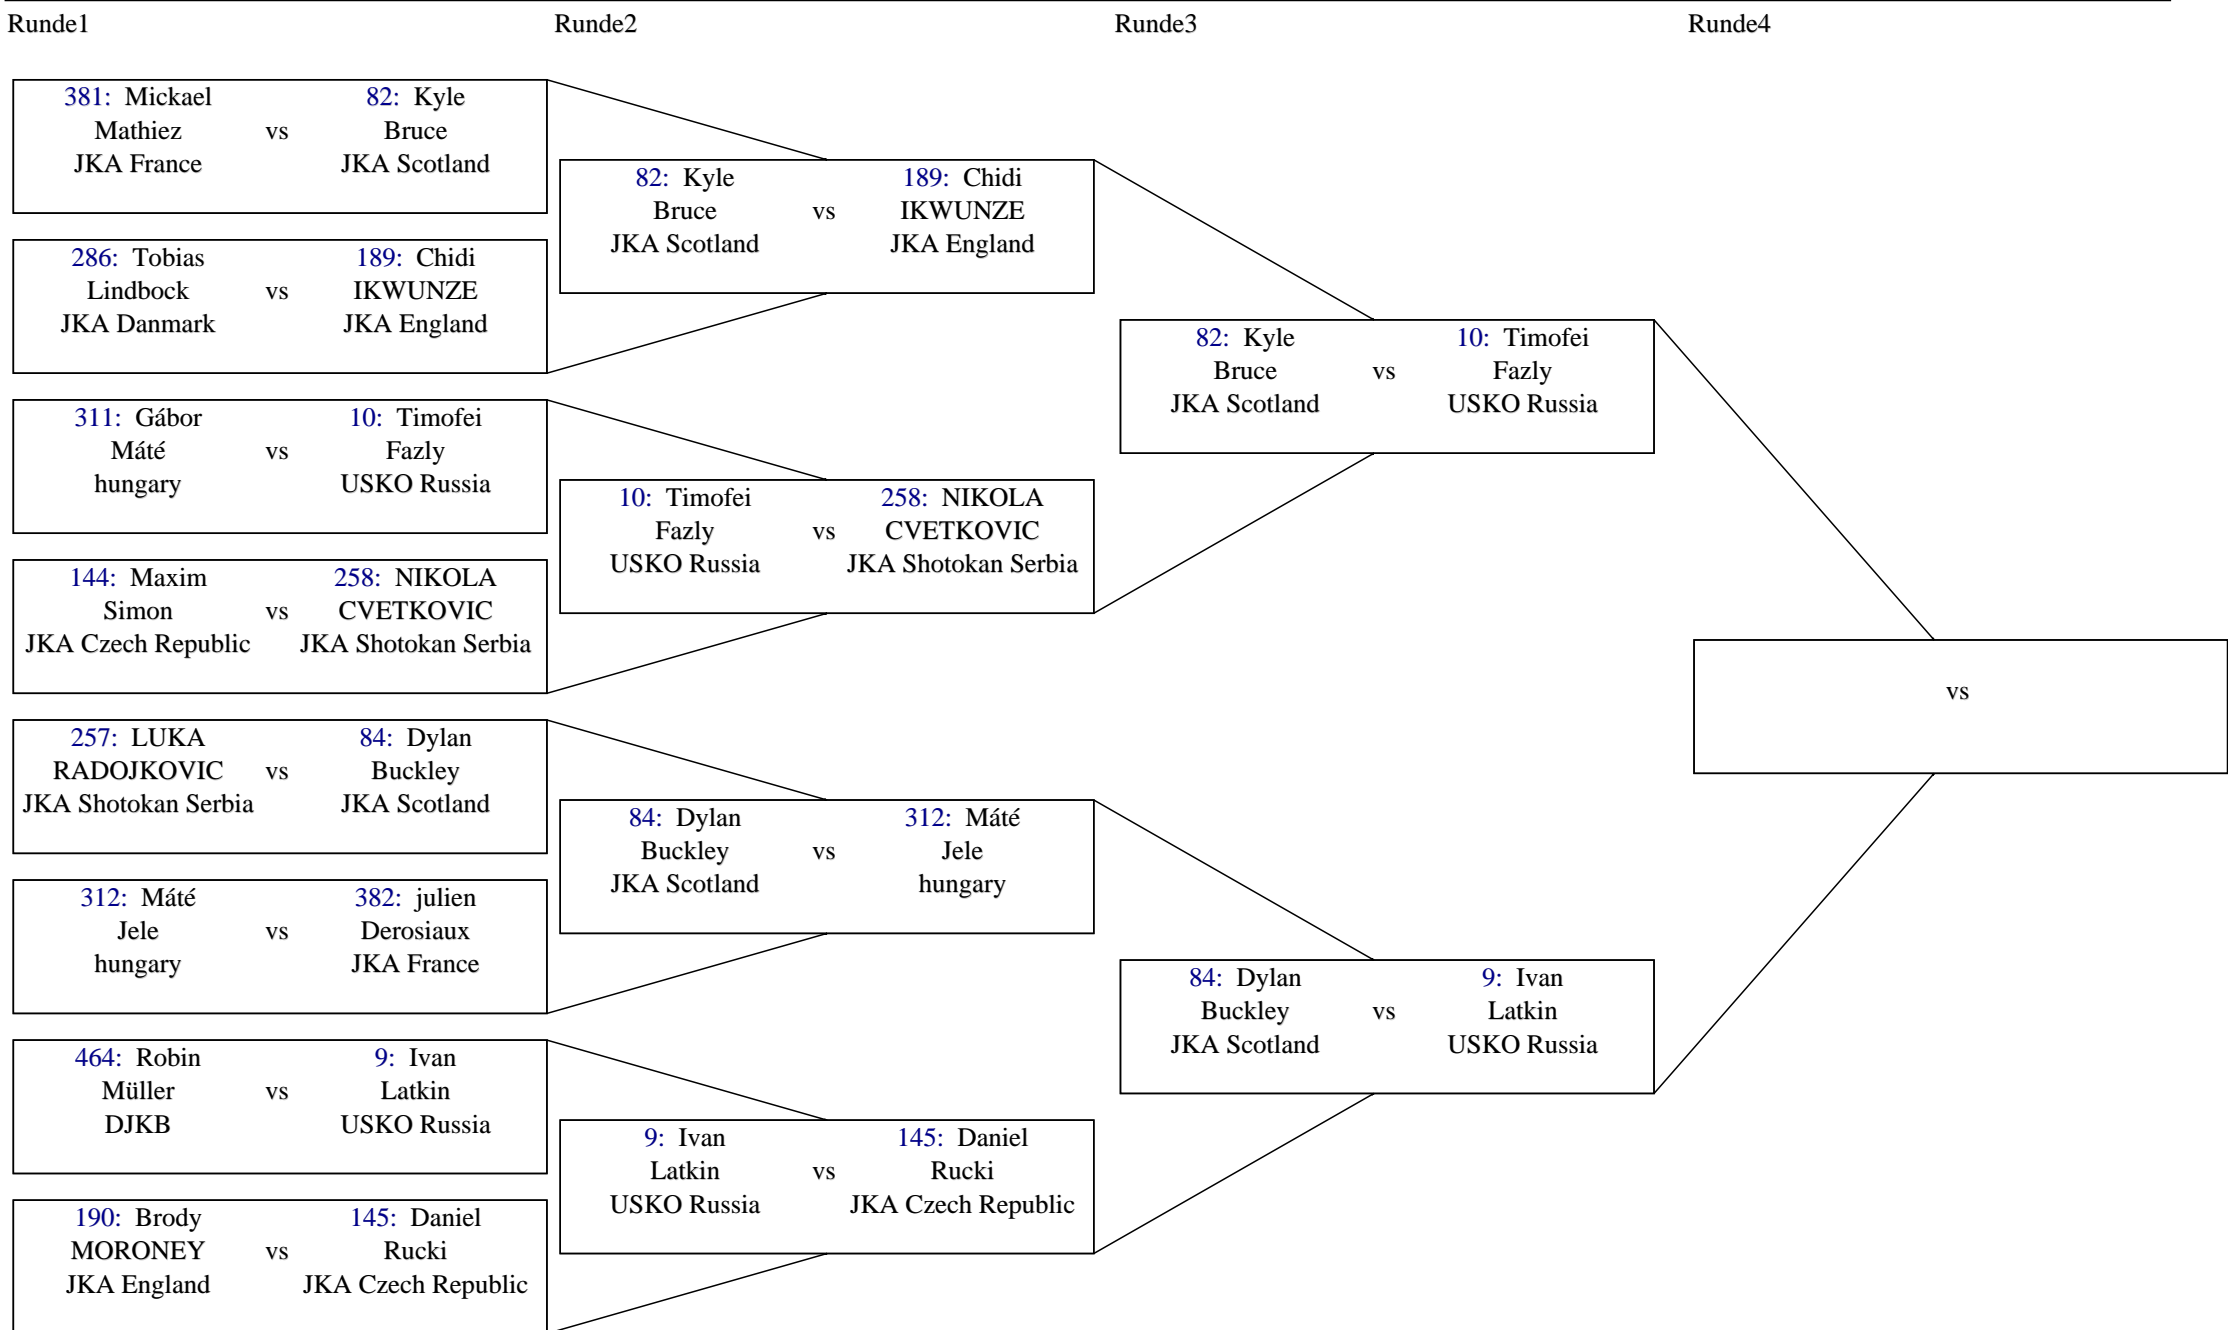 Runde1 Runde2 Runde3 Runde4
381: Mickael 82: Kyle
Mathiez vs Bruce
JKA France JKA Scotland
286: Tobias 189: Chidi
Lindbock vs IKWUNZE
JKA Danmark JKA England
311: Gábor 10: Timofei
Máté vs Fazly
hungary USKO Russia
144: Maxim 258: NIKOLA
Simon vs CVETKOVIC
JKA Czech Republic JKA Shotokan Serbia
257: LUKA 84: Dylan
RADOJKOVIC vs Buckley
JKA Shotokan Serbia JKA Scotland
312: Máté 382: julien
Jele vs Derosiaux
hungary JKA France
464: Robin 9: Ivan
Müller vs Latkin
DJKB USKO Russia
190: Brody 145: Daniel
MORONEY vs Rucki
JKA England JKA Czech Republic
82: Kyle 189: Chidi
Bruce vs IKWUNZE
JKA Scotland JKA England
10: Timofei 258: NIKOLA
Fazly vs CVETKOVIC
USKO Russia JKA Shotokan Serbia
84: Dylan 312: Máté
Buckley vs Jele
JKA Scotland hungary
9: Ivan 145: Daniel
Latkin vs Rucki
USKO Russia JKA Czech Republic
82: Kyle 10: Timofei
Bruce vs Fazly
JKA Scotland USKO Russia
84: Dylan 9: Ivan
Buckley vs Latkin
JKA Scotland USKO Russia
vs